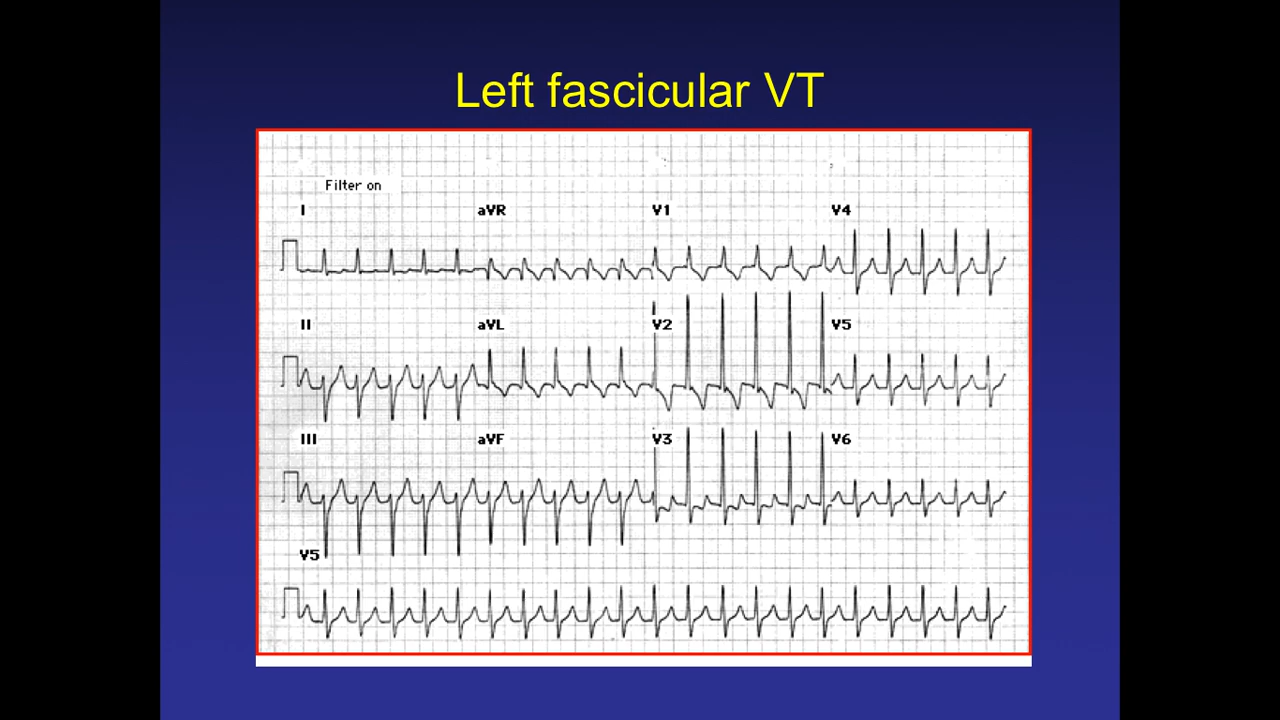 Left fascicular VT
Filter on
I aVR V1 V4
II aVL V2 V5
III aVF V3 V6
V5